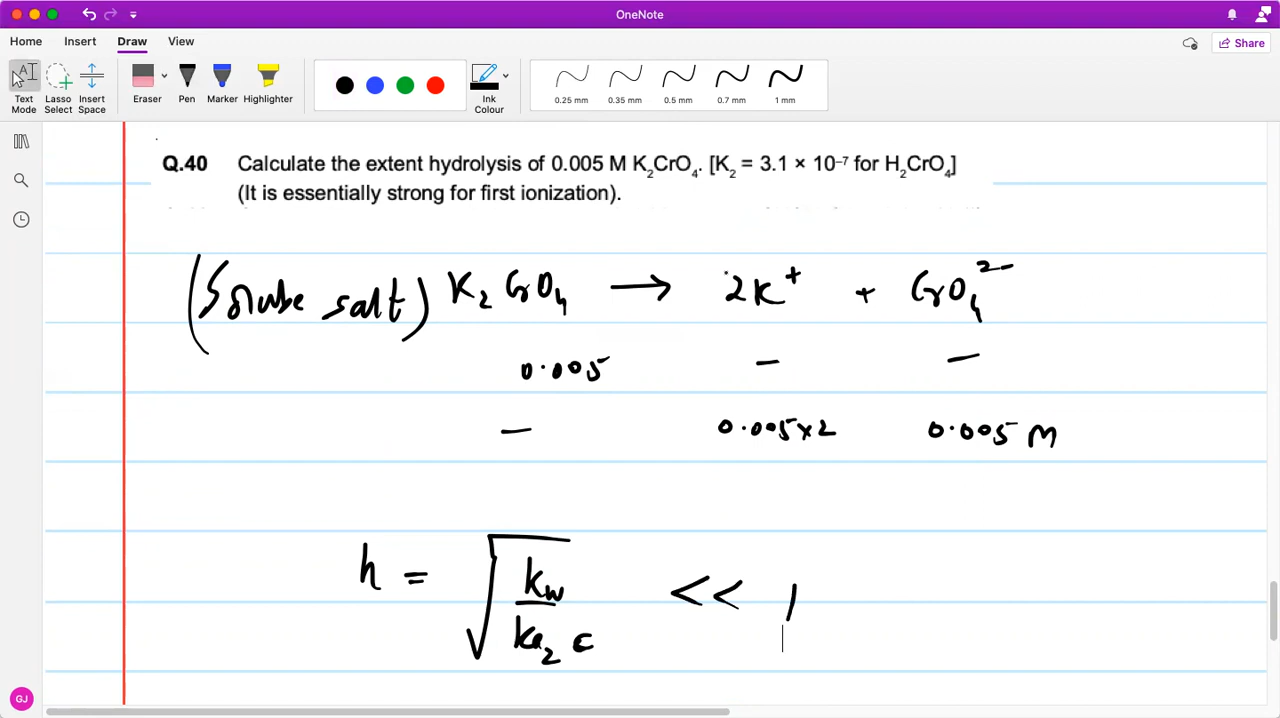 OneNote
Home Insert Draw View
Share
Text Mode
Lasso Select
Insert Space
Eraser
Pen
Marker
Highlighter
Ink Colour
0.25 mm
0.35 mm
0.5 mm
0.7 mm
1 mm
Q.40 Calculate the extent hydrolysis of 0.005 M K₂CrO₄. [K₂ = 3.1 × 10⁻⁷ for H₂CrO₄]
(It is essentially strong for first ionization).
(Soluble salt) K₂CrO₄ → 2K⁺ + CrO₄²⁻
0.005 — —
— 0.005×2 0.005 M
h = √(kw / ka₂ c) << 1
GJ